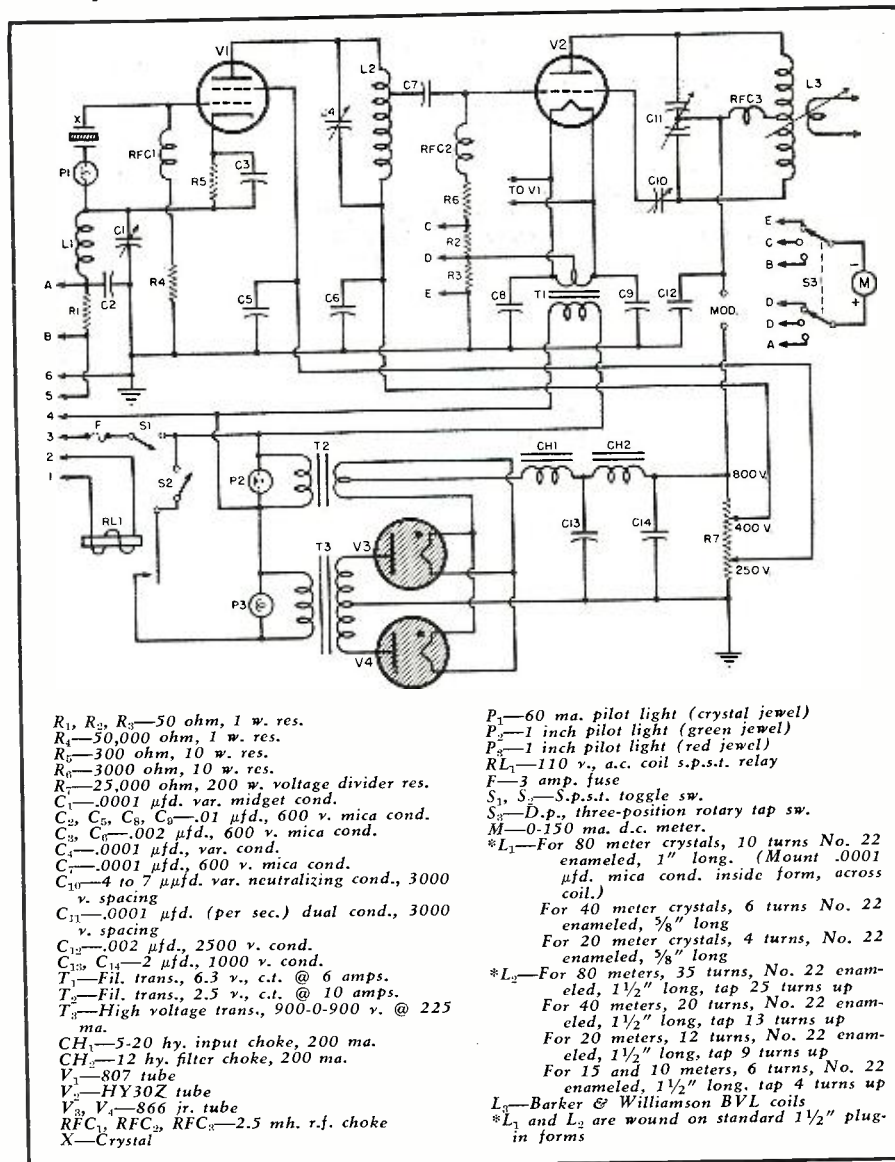 V1
V2
X
P1
RFC1
R5
C3
C4
L2
C7
RFC2
C11
RFC3
L3
L1
C1
A
C2
R4
R1
B
6
5
C5
C6
R6
C
R2
D
R3
E
TO V1
C10
C8
T1
C9
C12
MOD.
E
C
B
S3
D
D
A
-
M
+
4
3
F
S1
2
1
S2
RL1
P2
T2
CH1
CH2
V3
C13
C14
800 V.
R7
400 V.
250 V.
T3
P3
V4
R₁, R₂, R₃—50 ohm, 1 w. res.
R₄—50,000 ohm, 1 w. res.
R₅—300 ohm, 10 w. res.
R₆—3000 ohm, 10 w. res.
R₇—25,000 ohm, 200 w. voltage divider res.
C₁—.0001 μfd. var. midget cond.
C₂, C₅, C₈, C₉—.01 μfd., 600 v. mica cond.
C₃, C₆—.002 μfd., 600 v. mica cond.
C₄—.0001 μfd., var. cond.
C₇—.0001 μfd., 600 v. mica cond.
C₁₀—4 to 7 μμfd. var. neutralizing cond., 3000
v. spacing
C₁₁—.0001 μfd. (per sec.) dual cond., 3000
v. spacing
C₁₂—.002 μfd., 2500 v. cond.
C₁₃, C₁₄—2 μfd., 1000 v. cond.
T₁—Fil. trans., 6.3 v., c.t. @ 6 amps.
T₂—Fil. trans., 2.5 v., c.t. @ 10 amps.
T₃—High voltage trans., 900-0-900 v. @ 225
ma.
CH₁—5-20 hy. input choke, 200 ma.
CH₂—12 hy. filter choke, 200 ma.
V₁—807 tube
V₂—HY30Z tube
V₃, V₄—866 jr. tube
RFC₁, RFC₂, RFC₃—2.5 mh. r.f. choke
X—Crystal
P₁—60 ma. pilot light (crystal jewel)
P₂—1 inch pilot light (green jewel)
P₃—1 inch pilot light (red jewel)
RL₁—110 v., a.c. coil s.p.s.t. relay
F—3 amp. fuse
S₁, S₂—S.p.s.t. toggle sw.
S₃—D.p., three-position rotary tap sw.
M—0-150 ma. d.c. meter.
*L₁—For 80 meter crystals, 10 turns No. 22
enameled, 1" long. (Mount .0001
μfd. mica cond. inside form, across
coil.)
For 40 meter crystals, 6 turns No. 22
enameled, 5/8" long
For 20 meter crystals, 4 turns, No. 22
enameled, 5/8" long
*L₂—For 80 meters, 35 turns, No. 22 enam-
eled, 1 1/2" long, tap 25 turns up
For 40 meters, 20 turns, No. 22 enam-
eled, 1 1/2" long, tap 13 turns up
For 20 meters, 12 turns, No. 22 enam-
eled, 1 1/2" long, tap 9 turns up
For 15 and 10 meters, 6 turns, No. 22
enameled, 1 1/2" long, tap 4 turns up
L₃—Barker & Williamson BVL coils
*L₁ and L₂ are wound on standard 1 1/2" plug-
in forms